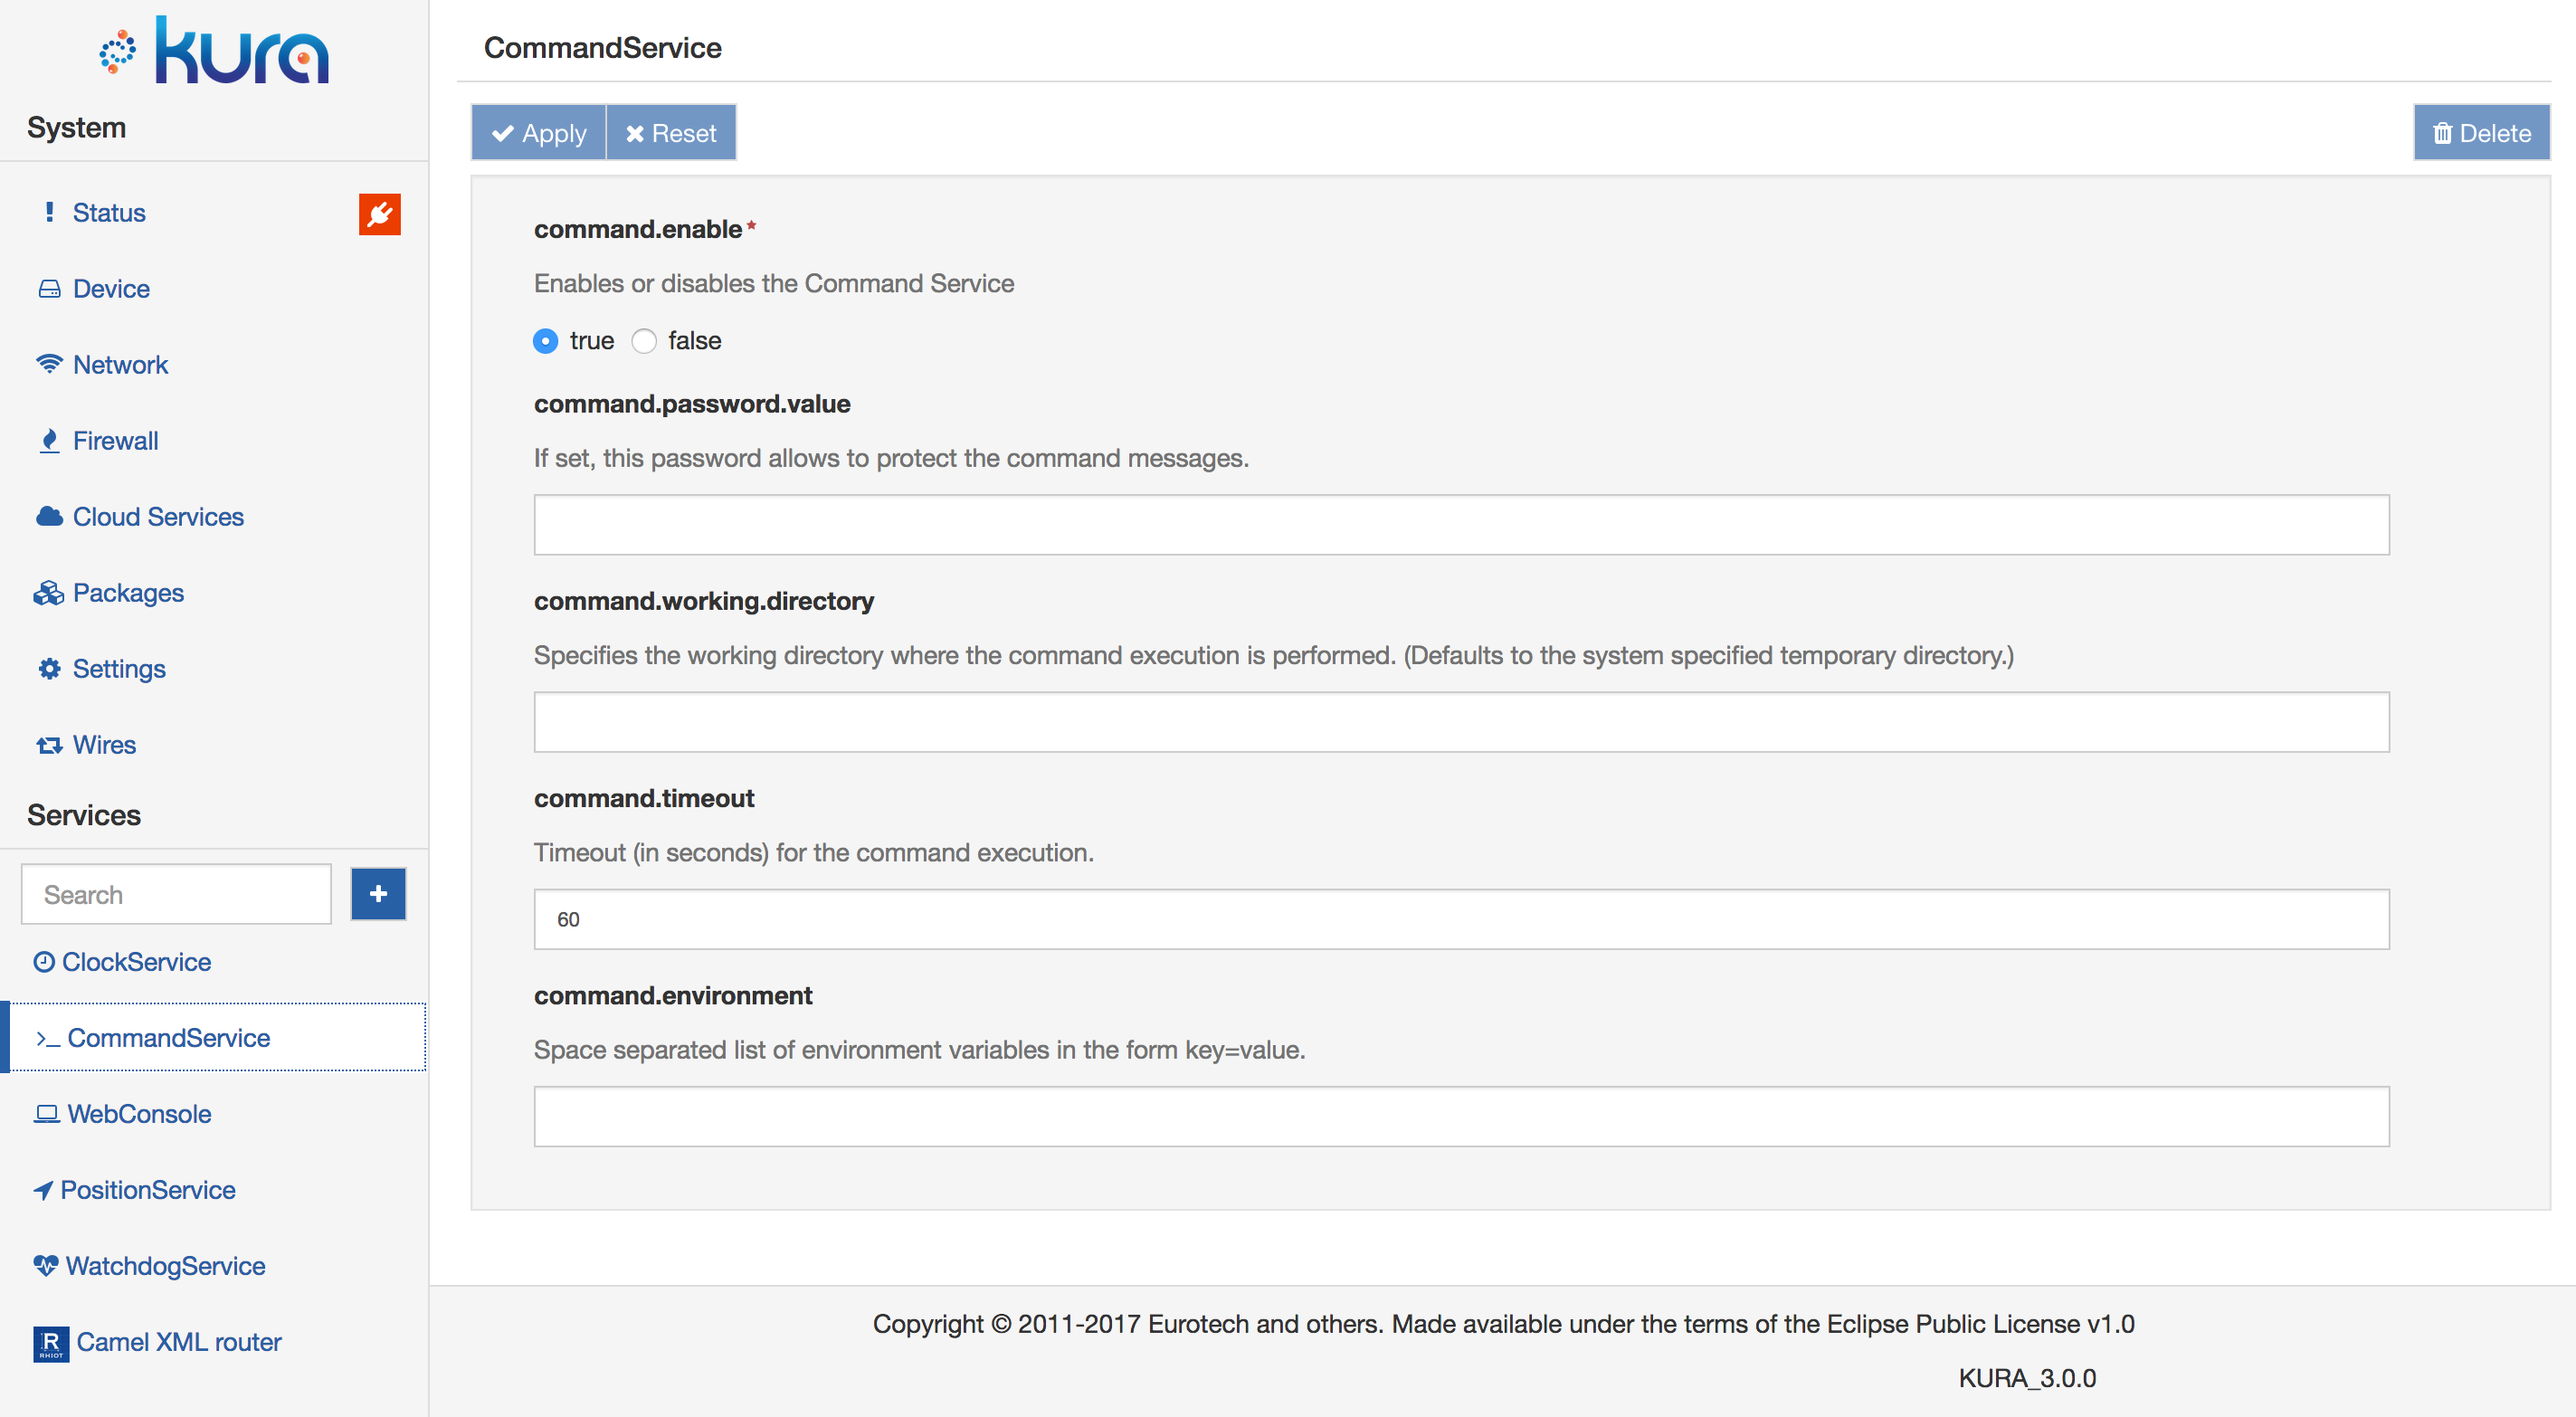 kura
System
Status
Device
Network
Firewall
Cloud Services
Packages
Settings
Wires
Services
Search
ClockService
CommandService
WebConsole
PositionService
WatchdogService
R
RHIOT
Camel XML router
CommandService
Apply
Reset
Delete
command.enable*
Enables or disables the Command Service
true false
command.password.value
If set, this password allows to protect the command messages.
command.working.directory
Specifies the working directory where the command execution is performed. (Defaults to the system specified temporary directory.)
command.timeout
Timeout (in seconds) for the command execution.
60
command.environment
Space separated list of environment variables in the form key=value.
Copyright © 2011-2017 Eurotech and others. Made available under the terms of the Eclipse Public License v1.0
KURA_3.0.0